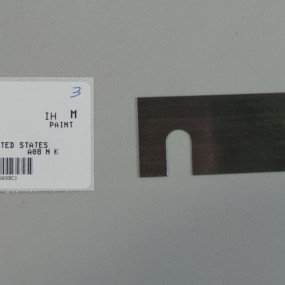 3
IH M
PAINT
TED STATES
A08 N K